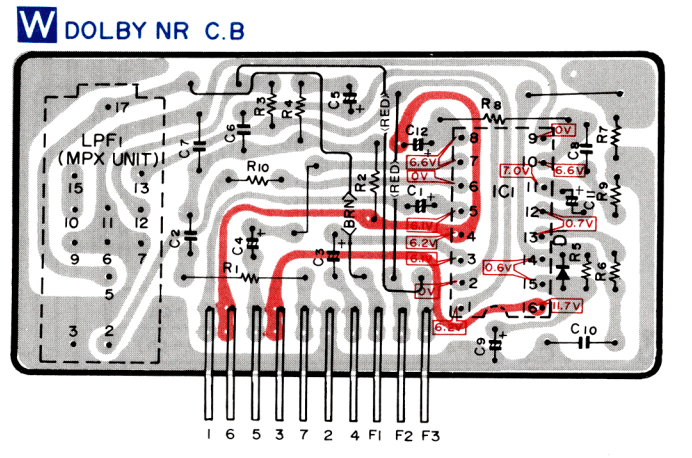 W DOLBY NR C.B
17
LPF1
(MPX UNIT)
15 13
10 11 12
9 6 7
5
3 2
C7
C6
R3
R4
C5 +
(RED)
(RED)
(BRN)
R10
R2
C2
C4 +
C3 +
R1
C12 +
C1 +
R8
IC1
8
7
6
5
4
3
2
1
9
10
11
12
13
14
15
16
6.6V
0V
6.1V
6.2V
6.1V
0V
6.2V
0V
7.0V
6.6V
0.7V
0.6V
11.7V
C8
R7
C11 +
R9
D
R5
R6
C9 +
C10
1 6 5 3 7 2 4 F1 F2 F3